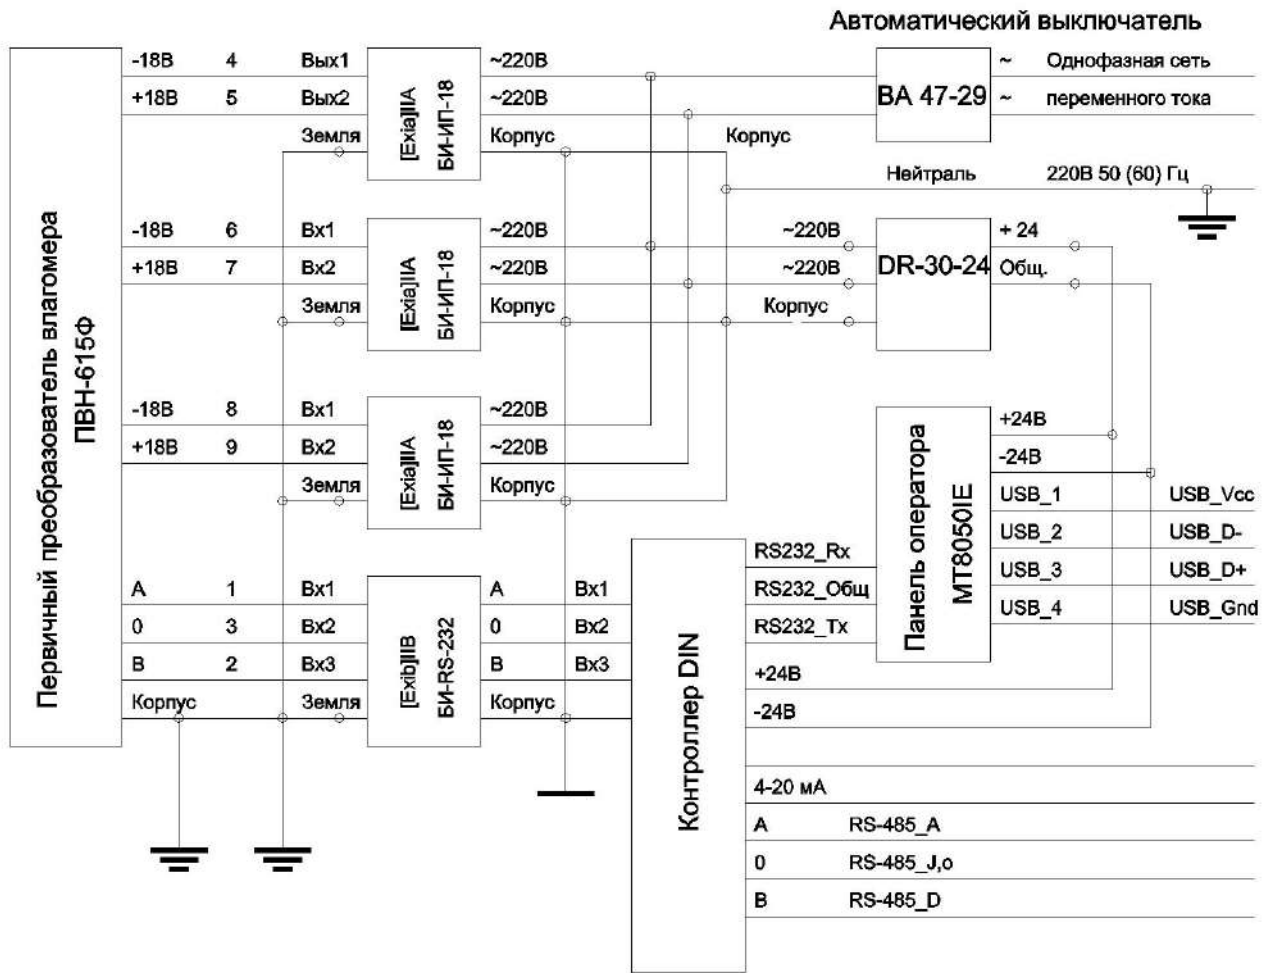 Автоматический выключатель
-18В 4 Вых1 ~220В ~ Однофазная сеть
+18В 5 Вых2 ~220В ВА 47-29 ~ переменного тока
Земля Корпус Корпус
[Exia]IIA
БИ-ИП-18
Нейтраль 220В 50 (60) Гц
-18В 6 Вх1 ~220В ~220В + 24
+18В 7 Вх2 ~220В ~220В DR-30-24 Общ.
Земля Корпус Корпус
[Exia]IIA
БИ-ИП-18
Первичный преобразователь влагомера
ПВН-615Ф
-18В 8 Вх1 ~220В +24В
+18В 9 Вх2 ~220В -24В
Земля Корпус
[Exia]IIA
БИ-ИП-18
Панель оператора
MT8050IE
USB_1 USB_Vcc
USB_2 USB_D-
USB_3 USB_D+
USB_4 USB_Gnd
RS232_Rx
RS232_Общ
RS232_Tx
+24В
-24В
A 1 Вх1 A Вх1
0 3 Вх2 0 Вх2
B 2 Вх3 B Вх3
Корпус Земля Корпус
[Exib]IIB
БИ-RS-232
Контроллер DIN
4-20 мА
A RS-485_A
0 RS-485_J,o
B RS-485_D